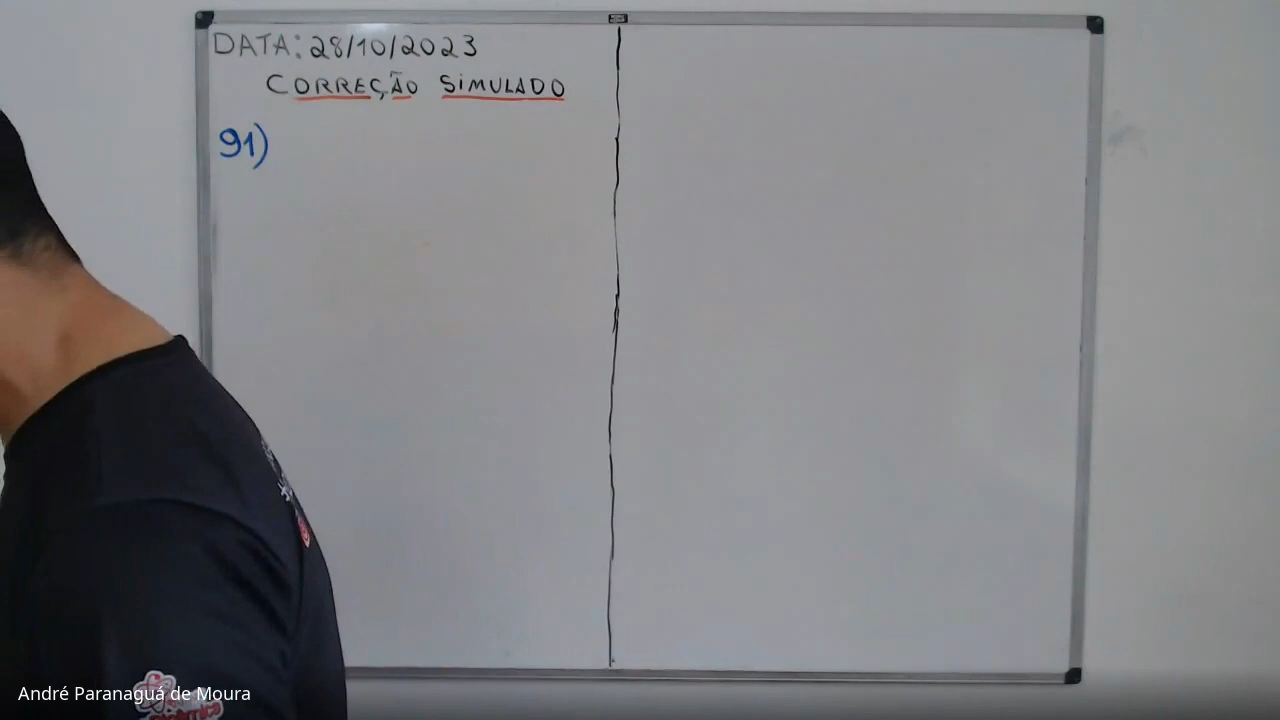 DATA: 28/10/2023
CORREÇÃO SIMULADO
91)
André Paranaguá de Moura